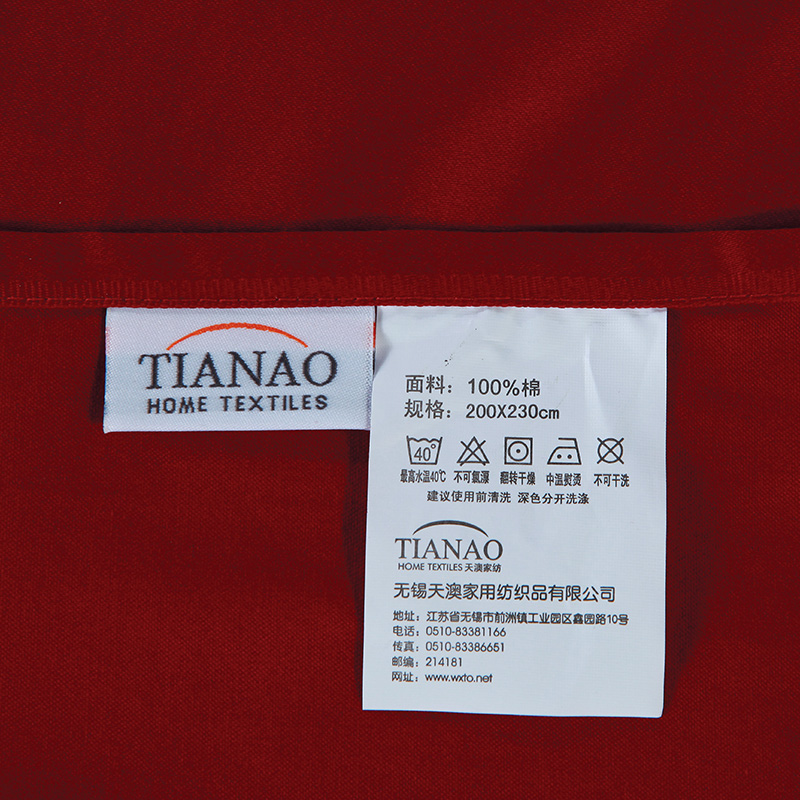 TIANAO
HOME TEXTILES
面料：100%棉
规格：200X230cm
40°
最高水温40℃ 不可氯漂 翻转干燥 中温熨烫 不可干洗
建议使用前清洗 深色分开洗涤
TIANAO
HOME TEXTILES 天澳家纺
无锡天澳家用纺织品有限公司
地址：江苏省无锡市前洲镇工业园区鑫园路10号
电话：0510-83381166
传真：0510-83386651
邮编：214181
网址：www.wxto.net